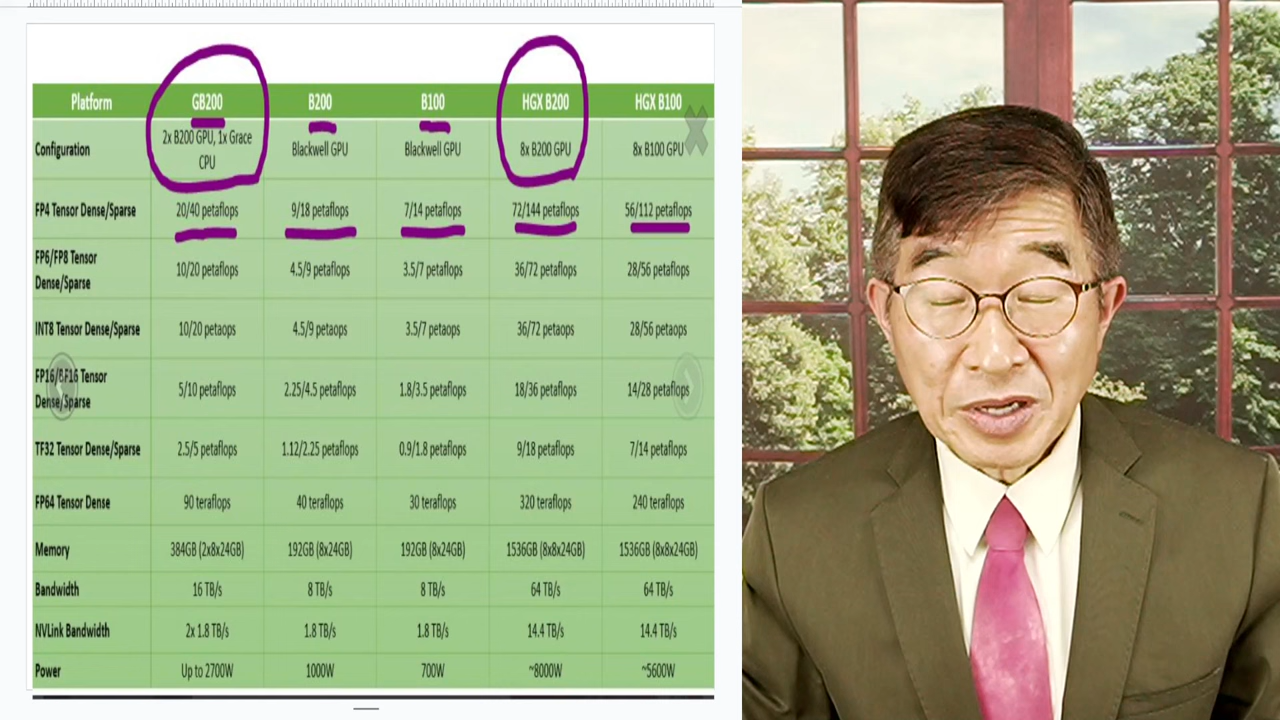 Platform GB200 B200 B100 HGX B200 HGX B100
Configuration 2x B200 GPU, 1x Grace CPU Blackwell GPU Blackwell GPU 8x B200 GPU 8x B100 GPU
FP4 Tensor Dense/Sparse 20/40 petaflops 9/18 petaflops 7/14 petaflops 72/144 petaflops 56/112 petaflops
FP6/FP8 Tensor Dense/Sparse 10/20 petaflops 4.5/9 petaflops 3.5/7 petaflops 36/72 petaflops 28/56 petaflops
INT8 Tensor Dense/Sparse 10/20 petaops 4.5/9 petaops 3.5/7 petaops 36/72 petaops 28/56 petaops
FP16/BF16 Tensor Dense/Sparse 5/10 petaflops 2.25/4.5 petaflops 1.8/3.5 petaflops 18/36 petaflops 14/28 petaflops
TF32 Tensor Dense/Sparse 2.5/5 petaflops 1.12/2.25 petaflops 0.9/1.8 petaflops 9/18 petaflops 7/14 petaflops
FP64 Tensor Dense 90 teraflops 40 teraflops 30 teraflops 320 teraflops 240 teraflops
Memory 384GB (2x8x24GB) 192GB (8x24GB) 192GB (8x24GB) 1536GB (8x8x24GB) 1536GB (8x8x24GB)
Bandwidth 16 TB/s 8 TB/s 8 TB/s 64 TB/s 64 TB/s
NVLink Bandwidth 2x 1.8 TB/s 1.8 TB/s 1.8 TB/s 14.4 TB/s 14.4 TB/s
Power Up to 2700W 1000W 700W ~8000W ~5600W